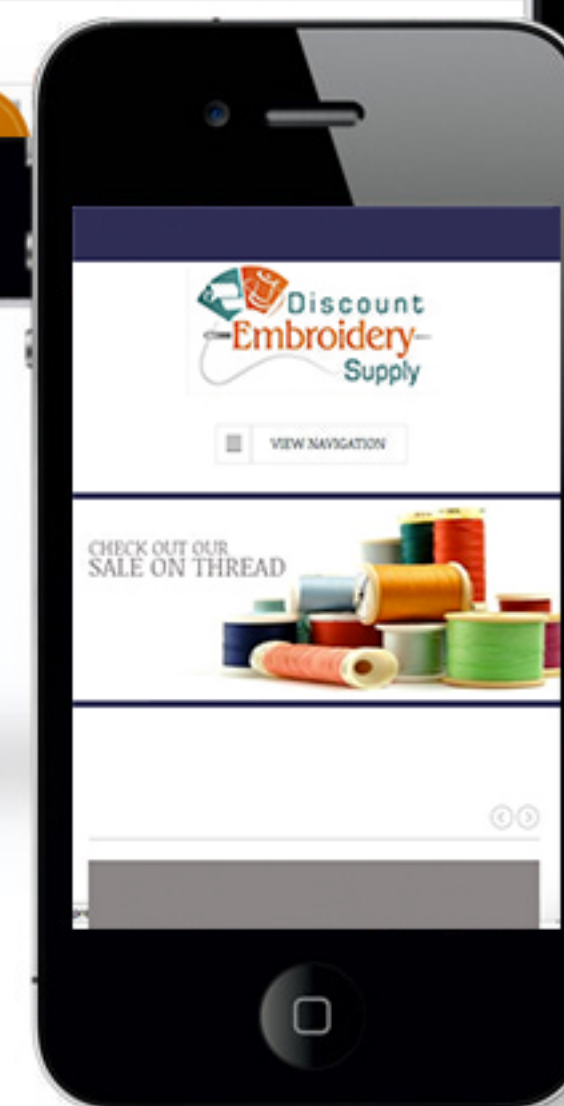 Discount
Embroidery
Supply
VIEW NAVIGATION
CHECK OUT OUR
SALE ON THREAD